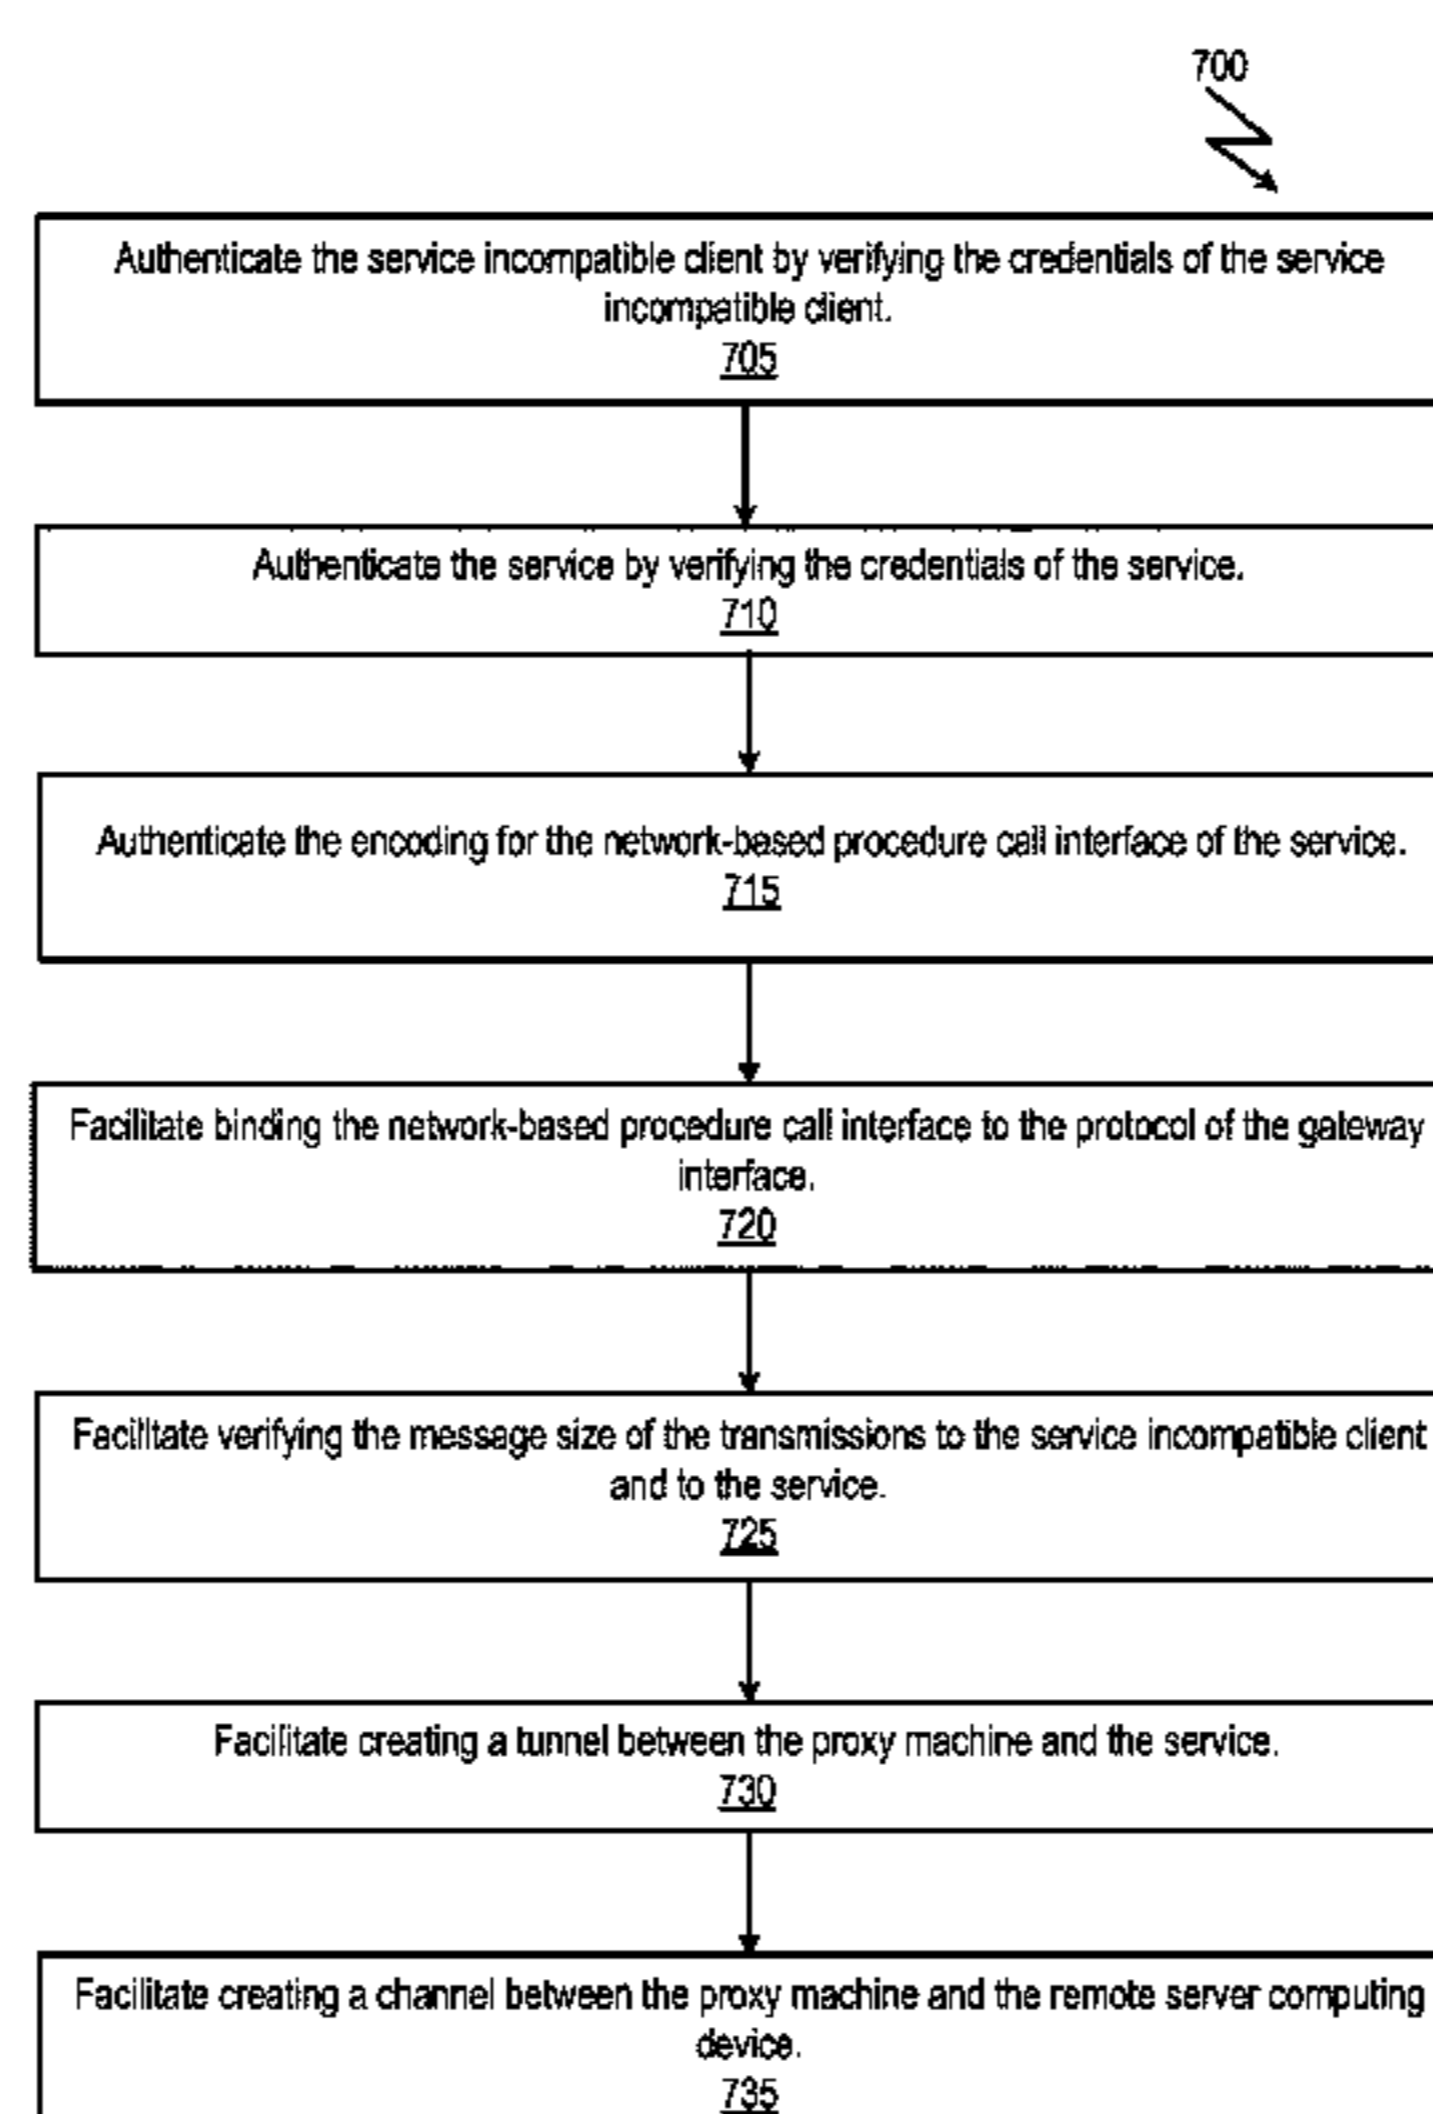 700
Authenticate the service incompatible client by verifying the credentials of the service
incompatible client.
705
Authenticate the service by verifying the credentials of the service.
710
Authenticate the encoding for the network-based procedure call interface of the service.
715
Facilitate binding the network-based procedure call interface to the protocol of the gateway
interface.
720
Facilitate verifying the message size of the transmissions to the service incompatible client
and to the service.
725
Facilitate creating a tunnel between the proxy machine and the service.
730
Facilitate creating a channel between the proxy machine and the remote server computing
device.
735